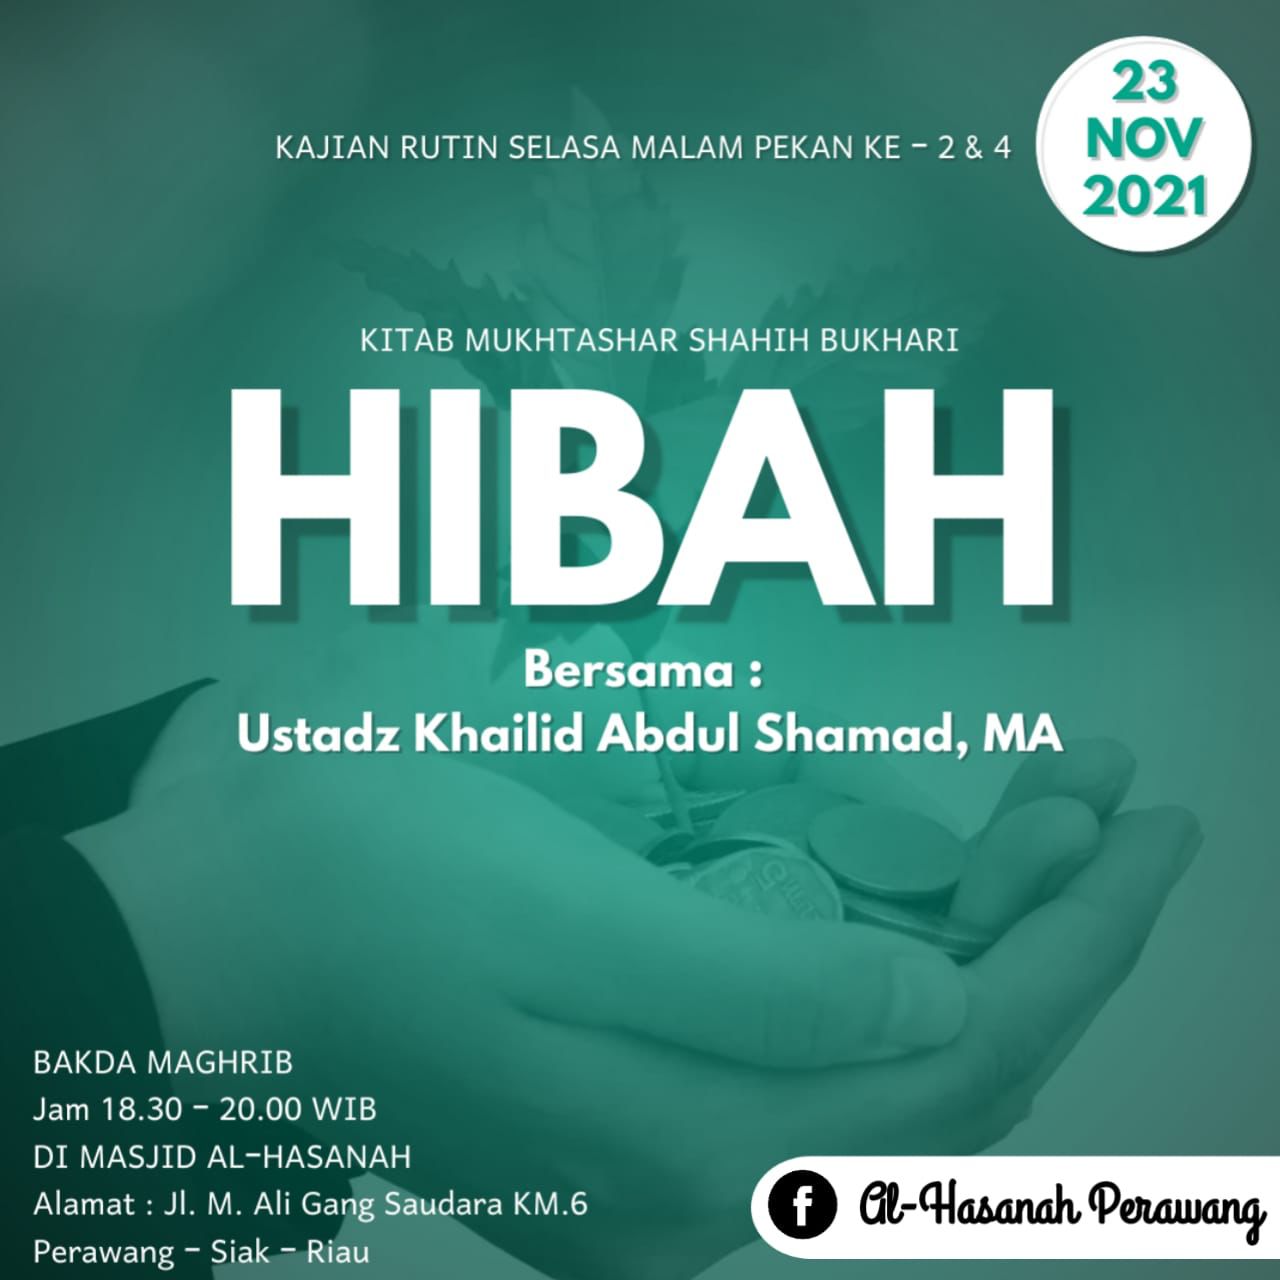 23
NOV
2021
KAJIAN RUTIN SELASA MALAM PEKAN KE - 2 & 4
KITAB MUKHTASHAR SHAHIH BUKHARI
HIBAH
Bersama :
Ustadz Khailid Abdul Shamad, MA
BAKDA MAGHRIB
Jam 18.30 - 20.00 WIB
DI MASJID AL-HASANAH
Alamat : Jl. M. Ali Gang Saudara KM.6
Perawang - Siak - Riau
Al-Hasanah Perawang